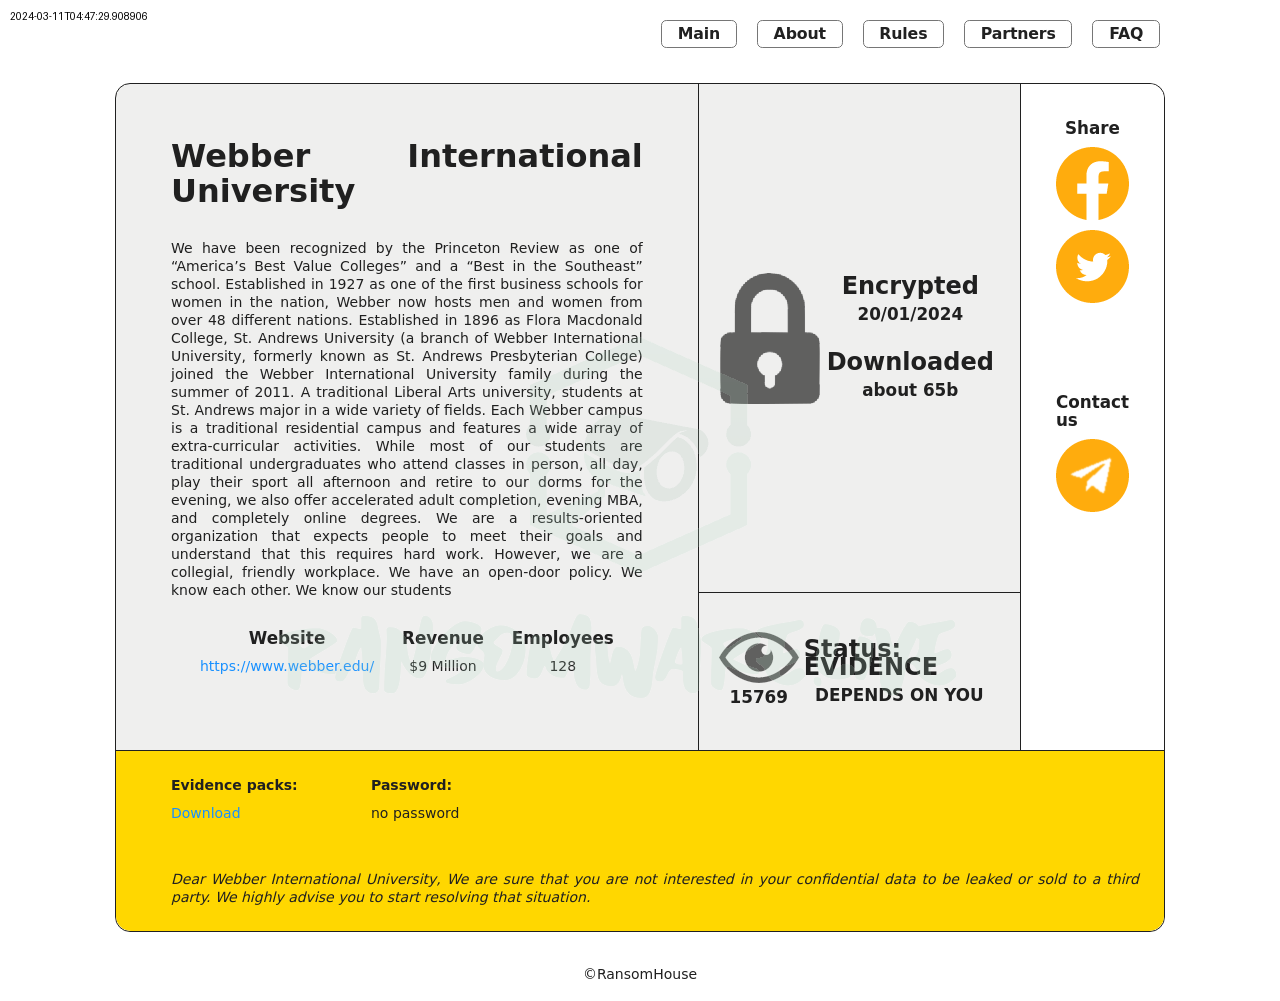 2024-03-11T04:47:29.908906
Main
About
Rules
Partners
FAQ
Webber International
University
We have been recognized by the Princeton Review as one of
“America’s Best Value Colleges” and a “Best in the Southeast”
school. Established in 1927 as one of the first business schools for
women in the nation, Webber now hosts men and women from
over 48 different nations. Established in 1896 as Flora Macdonald
College, St. Andrews University (a branch of Webber International
University, formerly known as St. Andrews Presbyterian College)
joined the Webber International University family during the
summer of 2011. A traditional Liberal Arts university, students at
St. Andrews major in a wide variety of fields. Each Webber campus
is a traditional residential campus and features a wide array of
extra-curricular activities. While most of our students are
traditional undergraduates who attend classes in person, all day,
play their sport all afternoon and retire to our dorms for the
evening, we also offer accelerated adult completion, evening MBA,
and completely online degrees. We are a results-oriented
organization that expects people to meet their goals and
understand that this requires hard work. However, we are a
collegial, friendly workplace. We have an open-door policy. We
know each other. We know our students
Website Revenue Employees
https://www.webber.edu/ $9 Million 128
Encrypted
20/01/2024
Downloaded
about 65b
Status:
EVIDENCE
15769 DEPENDS ON YOU
Share
Contact
us
RANSOMWARE.LIVE
Evidence packs: Password:
Download no password
Dear Webber International University, We are sure that you are not interested in your confidential data to be leaked or sold to a third
party. We highly advise you to start resolving that situation.
©RansomHouse